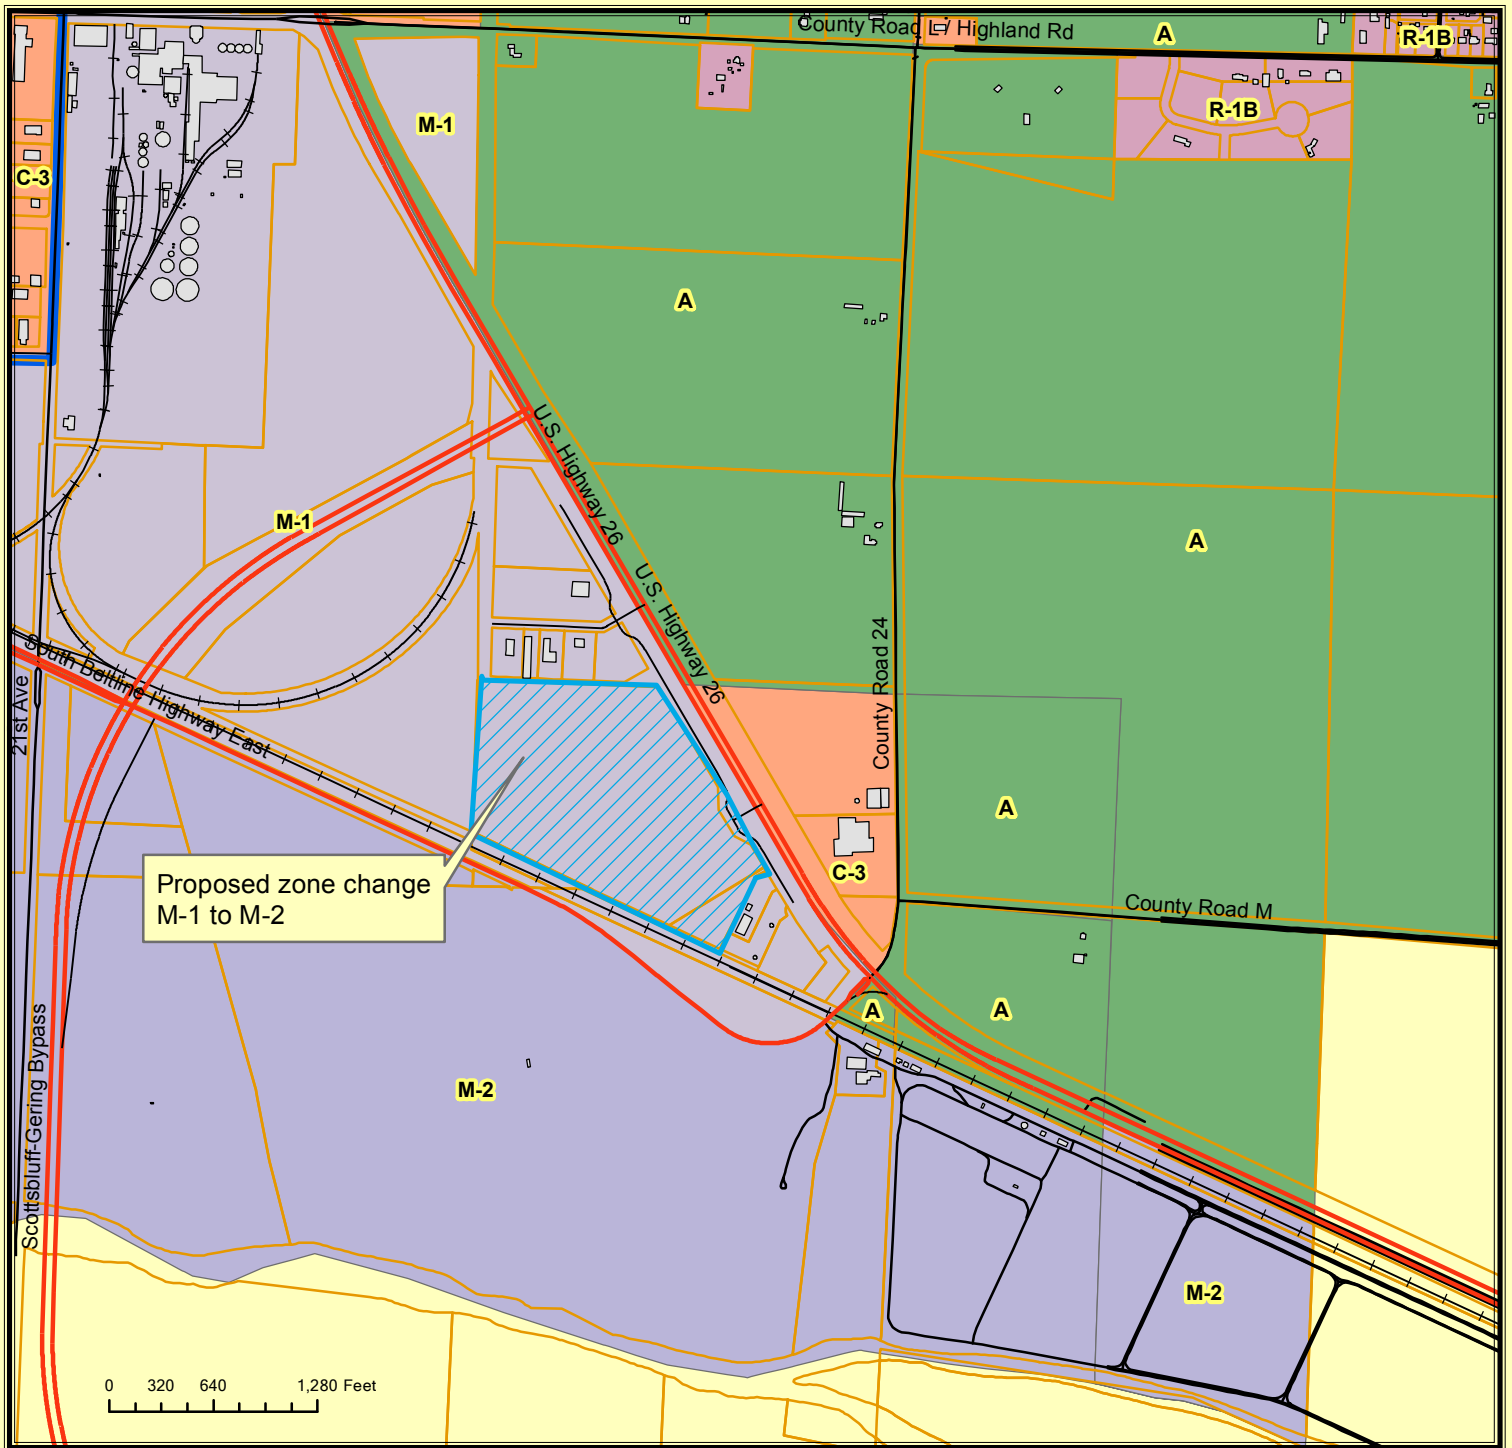 County Road L / Highland Rd
A
R-1B
M-1
R-1B
C-3
A
U.S. Highway 26
M-1
A
U.S. Highway 26
County Road 24
South Beltline Highway East
21st Ave
A
C-3
Proposed zone change
M-1 to M-2
County Road M
A
A
Scottsbluff-Gering Bypass
M-2
M-2
0 320 640 1,280 Feet